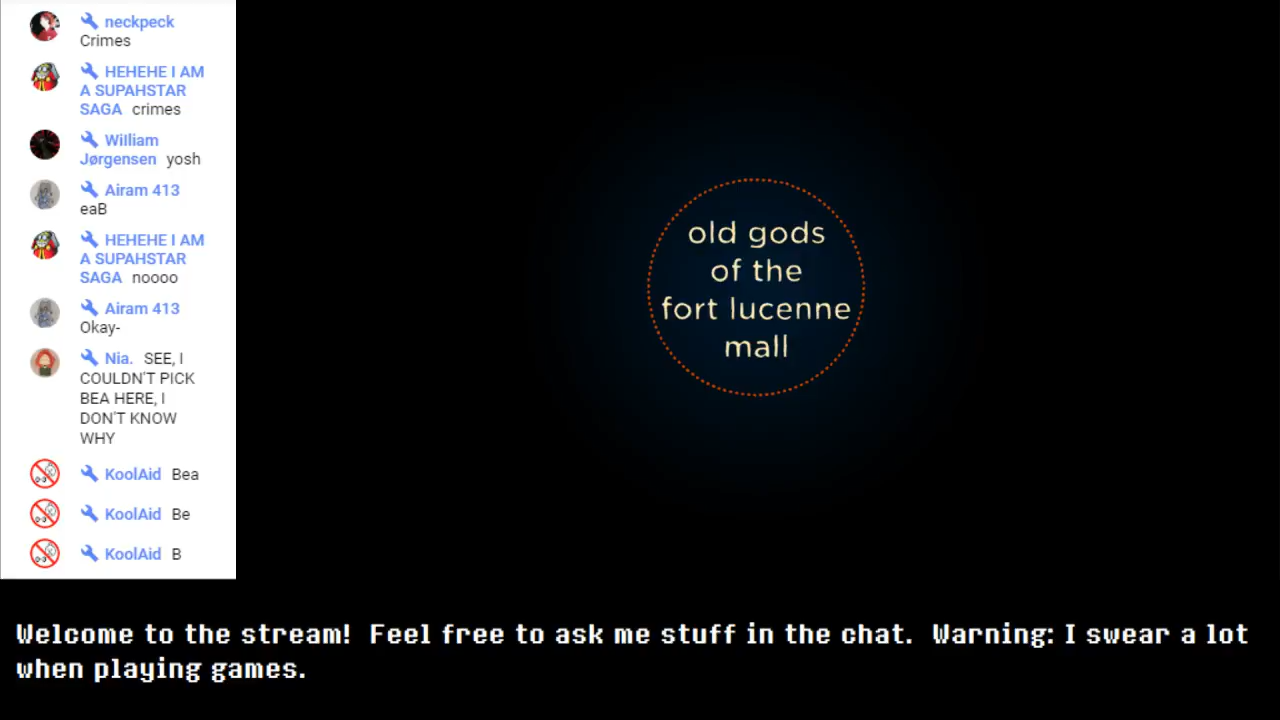 neckpeck
Crimes
HEHEHE I AM
A SUPAHSTAR
SAGA crimes
William
Jørgensen yosh
Airam 413
eaB
HEHEHE I AM
A SUPAHSTAR
SAGA noooo
Airam 413
Okay-
Nia. SEE, I
COULDN'T PICK
BEA HERE, I
DON'T KNOW
WHY
KoolAid Bea
KoolAid Be
KoolAid B
old gods
of the
fort lucenne
mall
Welcome to the stream! Feel free to ask me stuff in the chat. Warning: I swear a lot
when playing games.